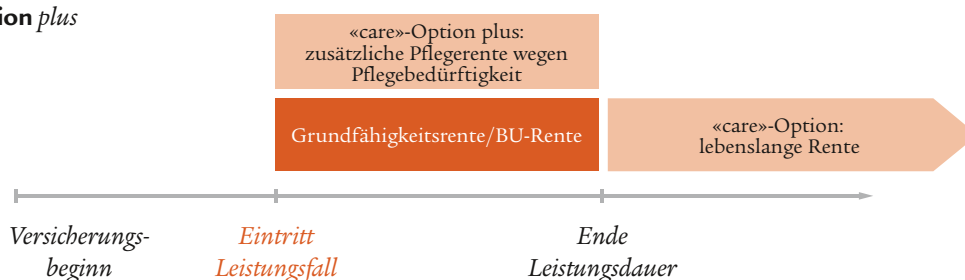 ion plus
«care»-Option plus:
zusätzliche Pflegerente wegen
Pflegebedürftigkeit
Grundfähigkeitsrente/BU-Rente
«care»-Option:
lebenslange Rente
Versicherungs-
beginn
Eintritt
Leistungsfall
Ende
Leistungsdauer